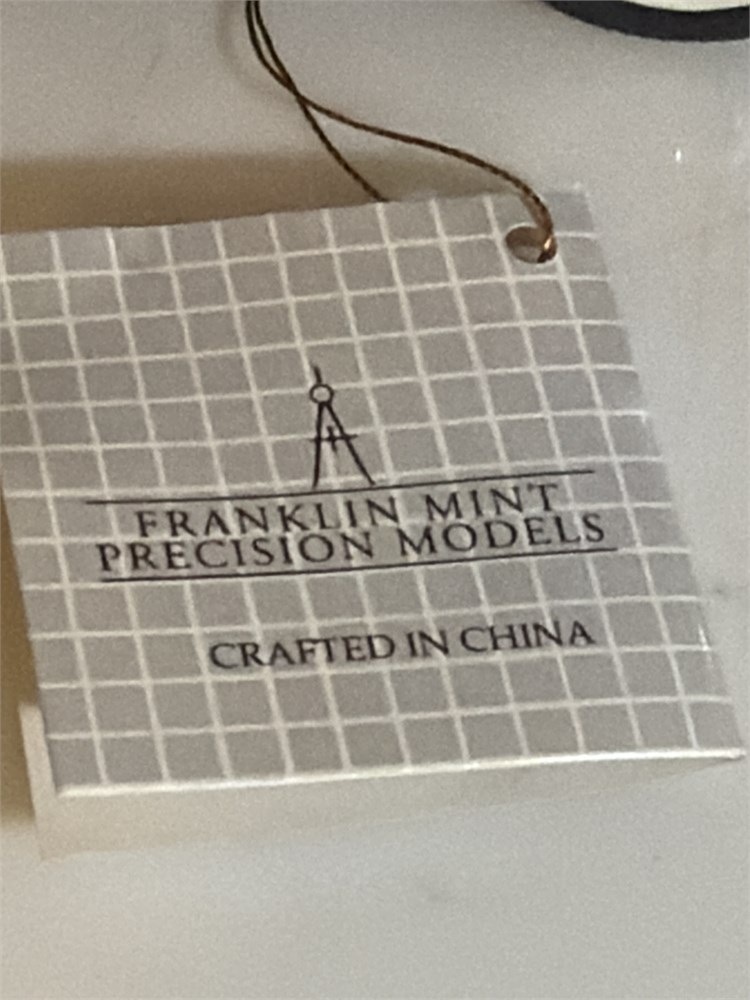 FRANKLIN MINT
PRECISION MODELS
CRAFTED IN CHINA